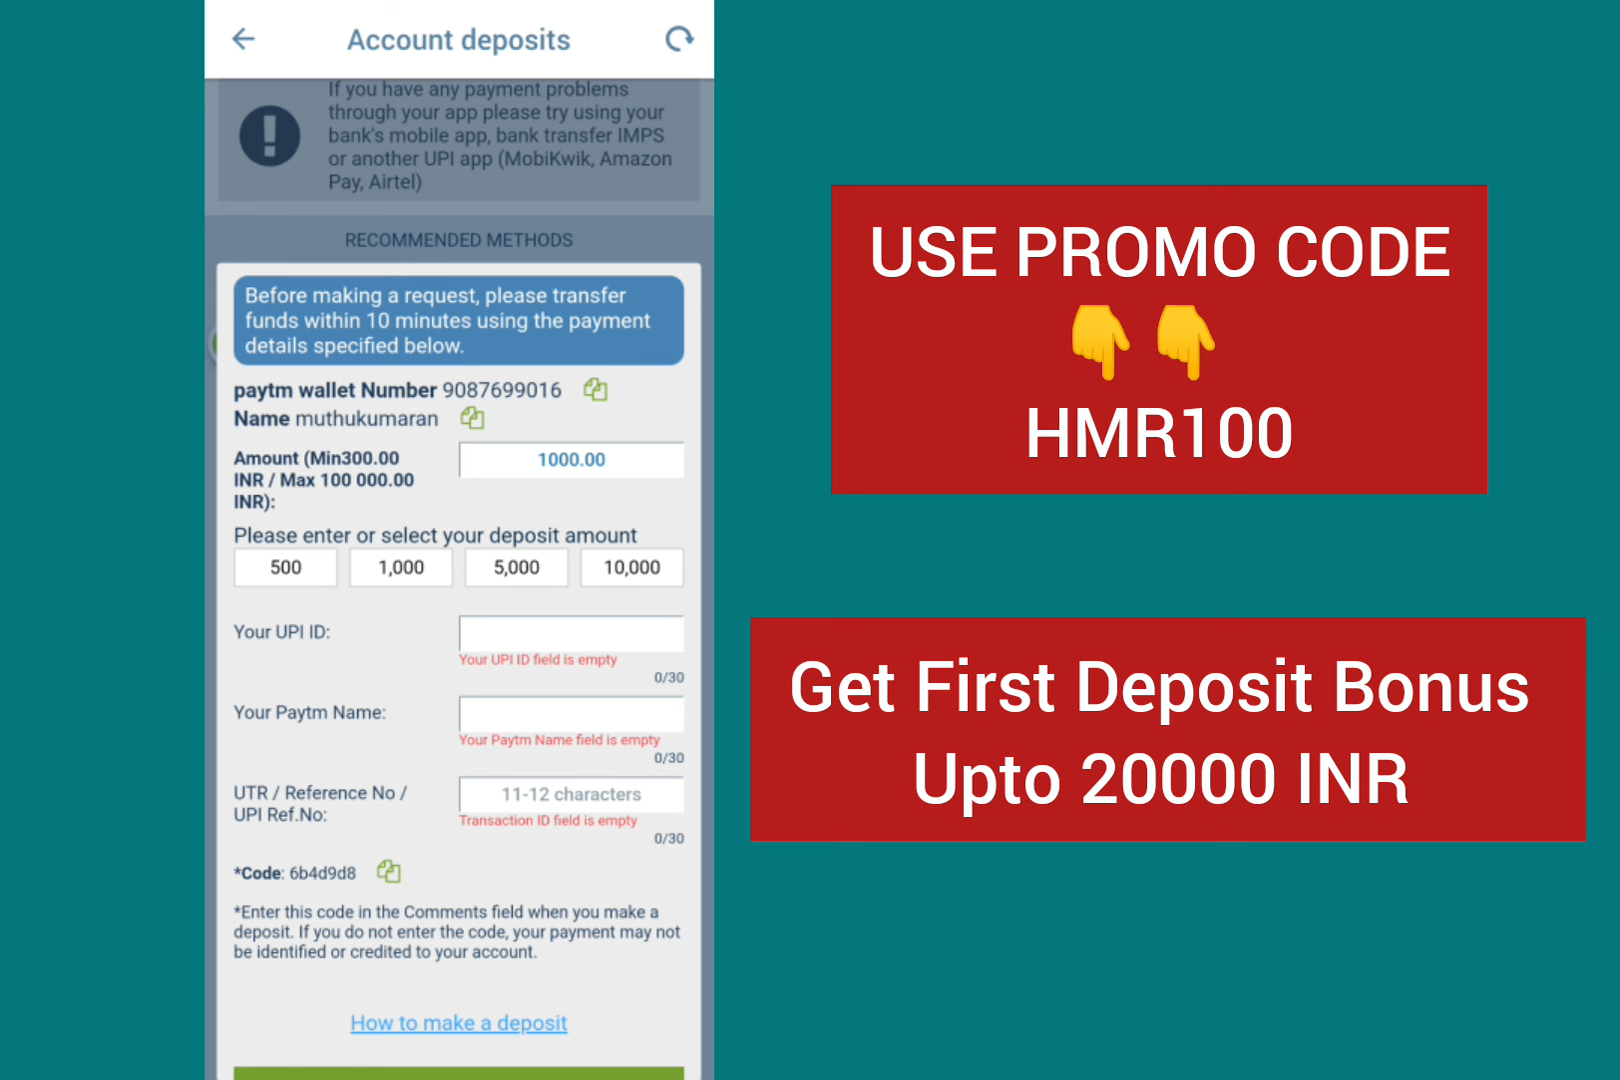 Account deposits
If you have any payment problems
through your app please try using your
bank's mobile app, bank transfer IMPS
or another UPI app (MobiKwik, Amazon
Pay, Airtel)
RECOMMENDED METHODS
Before making a request, please transfer
funds within 10 minutes using the payment
details specified below.
paytm wallet Number 9087699016
Name muthukumaran
Amount (Min300.00
INR / Max 100 000.00
INR):
1000.00
Please enter or select your deposit amount
500 1,000 5,000 10,000
Your UPI ID:
Your UPI ID field is empty
0/30
Your Paytm Name:
Your Paytm Name field is empty
0/30
UTR / Reference No /
UPI Ref.No:
11-12 characters
Transaction ID field is empty
0/30
*Code: 6b4d9d8
*Enter this code in the Comments field when you make a
deposit. If you do not enter the code, your payment may not
be identified or credited to your account.
How to make a deposit
USE PROMO CODE
👇👇
HMR100
Get First Deposit Bonus
Upto 20000 INR